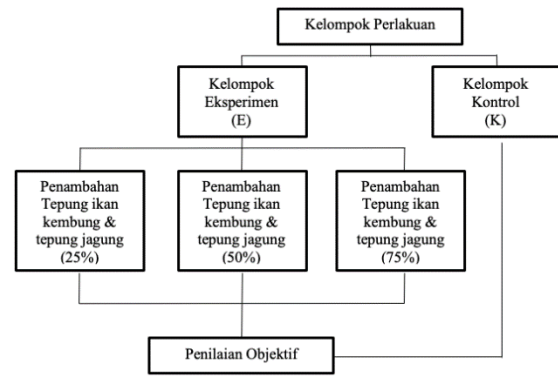 Kelompok Perlakuan
Kelompok
Eksperimen
(E)
Kelompok
Kontrol
(K)
Penambahan
Tepung ikan
kembung &
tepung jagung
(25%)
Penambahan
Tepung ikan
kembung &
tepung jagung
(50%)
Penambahan
Tepung ikan
kembung &
tepung jagung
(75%)
Penilaian Objektif